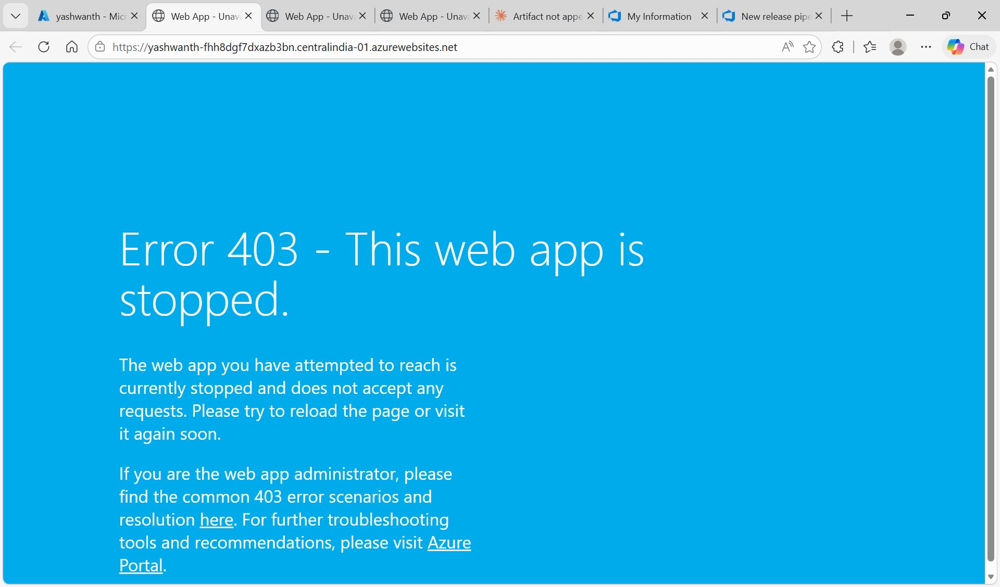 yashwanth - Micr
Web App - Unava
Web App - Unava
Web App - Unava
Artifact not appe
My Information
New release pipe
https://yashwanth-fhh8dgf7dxazb3bn.centralindia-01.azurewebsites.net
Chat
Error 403 - This web app is
stopped.
The web app you have attempted to reach is
currently stopped and does not accept any
requests. Please try to reload the page or visit
it again soon.
If you are the web app administrator, please
find the common 403 error scenarios and
resolution here. For further troubleshooting
tools and recommendations, please visit Azure
Portal.